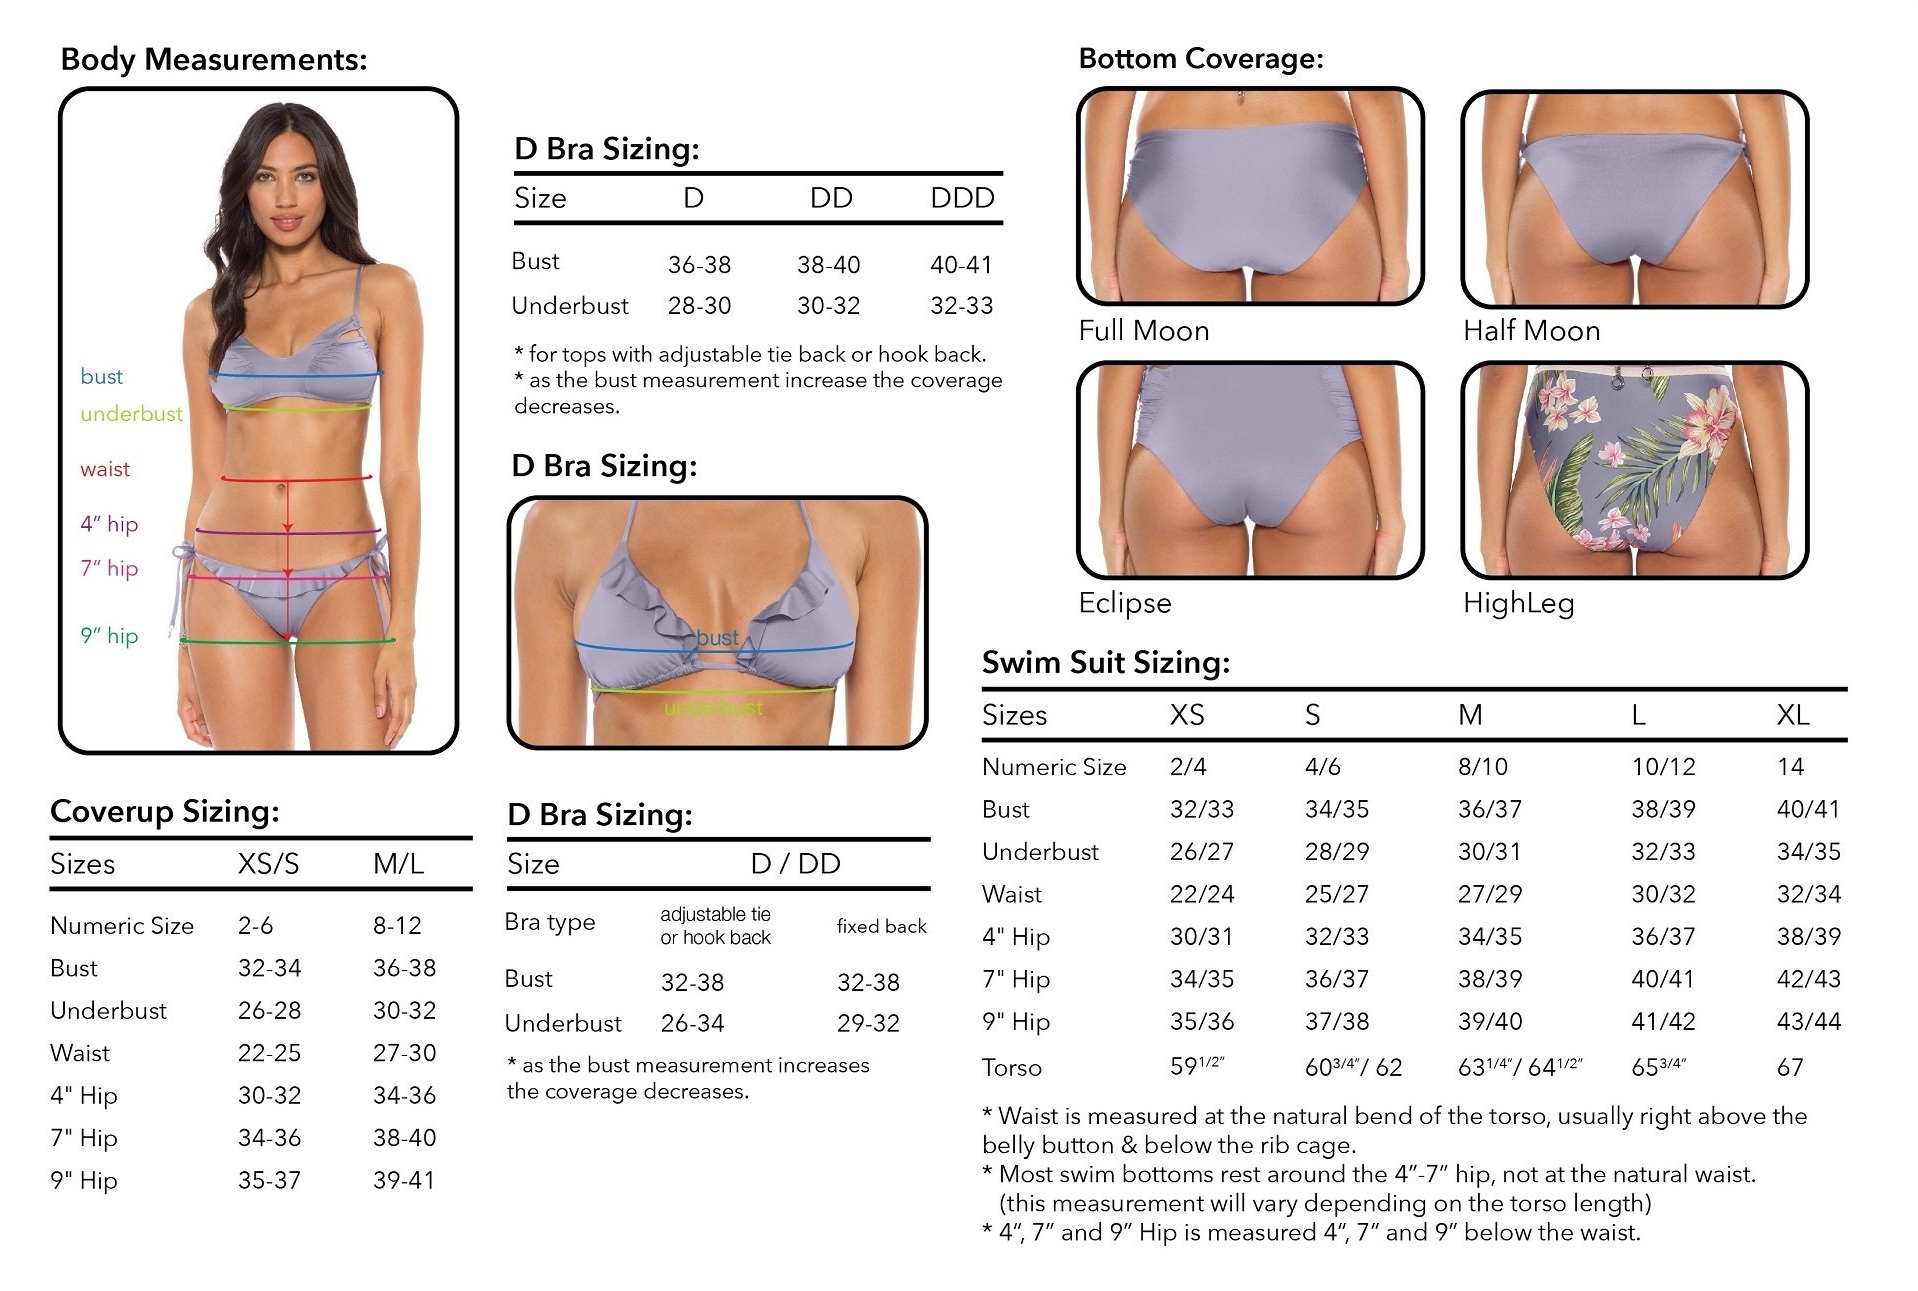 Body Measurements:
bust
underbust
waist
4” hip
7” hip
9” hip
D Bra Sizing:
Size D DD DDD
Bust 36-38 38-40 40-41
Underbust 28-30 30-32 32-33
* for tops with adjustable tie back or hook back.
* as the bust measurement increase the coverage
decreases.
D Bra Sizing:
bust
underbust
Bottom Coverage:
Full Moon
Half Moon
Eclipse
HighLeg
Coverup Sizing:
Sizes XS/S M/L
Numeric Size 2-6 8-12
Bust 32-34 36-38
Underbust 26-28 30-32
Waist 22-25 27-30
4" Hip 30-32 34-36
7" Hip 34-36 38-40
9" Hip 35-37 39-41
D Bra Sizing:
Size D / DD
Bra type adjustable tie or hook back fixed back
Bust 32-38 32-38
Underbust 26-34 29-32
* as the bust measurement increases
the coverage decreases.
Swim Suit Sizing:
Sizes XS S M L XL
Numeric Size 2/4 4/6 8/10 10/12 14
Bust 32/33 34/35 36/37 38/39 40/41
Underbust 26/27 28/29 30/31 32/33 34/35
Waist 22/24 25/27 27/29 30/32 32/34
4" Hip 30/31 32/33 34/35 36/37 38/39
7" Hip 34/35 36/37 38/39 40/41 42/43
9" Hip 35/36 37/38 39/40 41/42 43/44
Torso 59 1/2” 60 3/4”/ 62 63 1/4”/ 64 1/2” 65 3/4” 67
* Waist is measured at the natural bend of the torso, usually right above the
belly button & below the rib cage.
* Most swim bottoms rest around the 4”-7” hip, not at the natural waist.
(this measurement will vary depending on the torso length)
* 4”, 7” and 9” Hip is measured 4”, 7” and 9” below the waist.